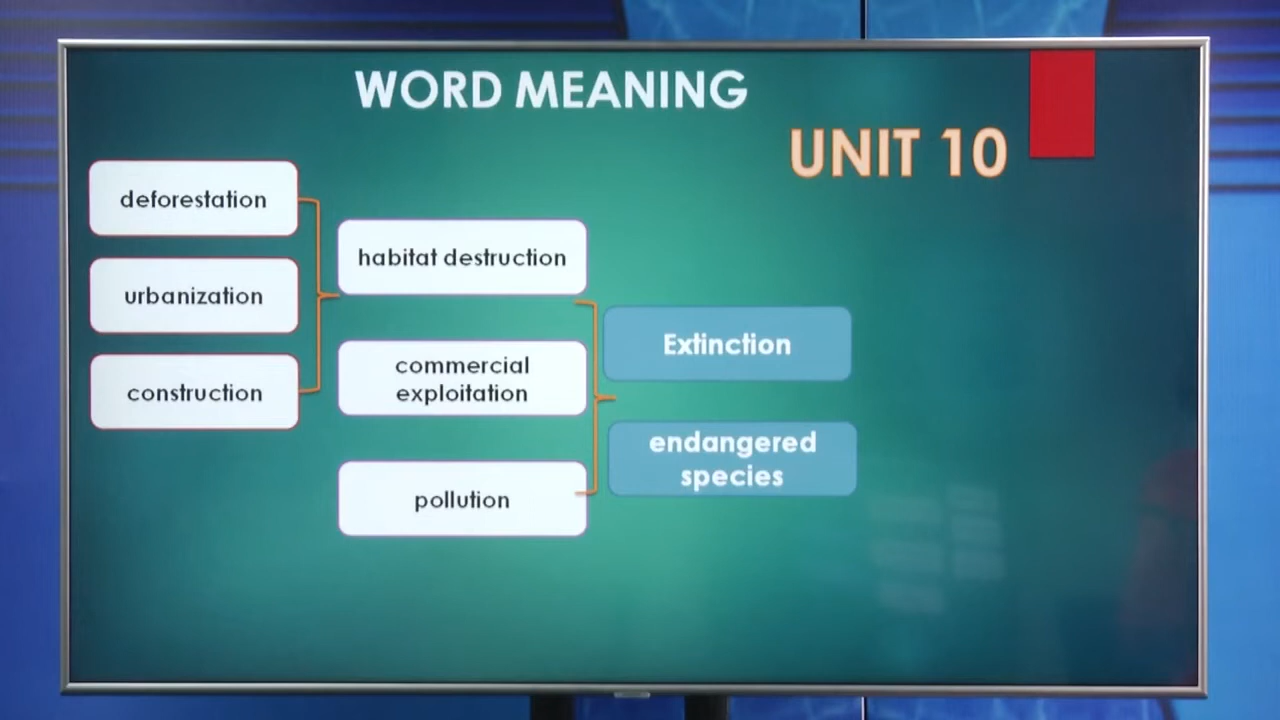 WORD MEANING
UNIT 10
deforestation
urbanization
construction
habitat destruction
commercial
exploitation
pollution
Extinction
endangered
species